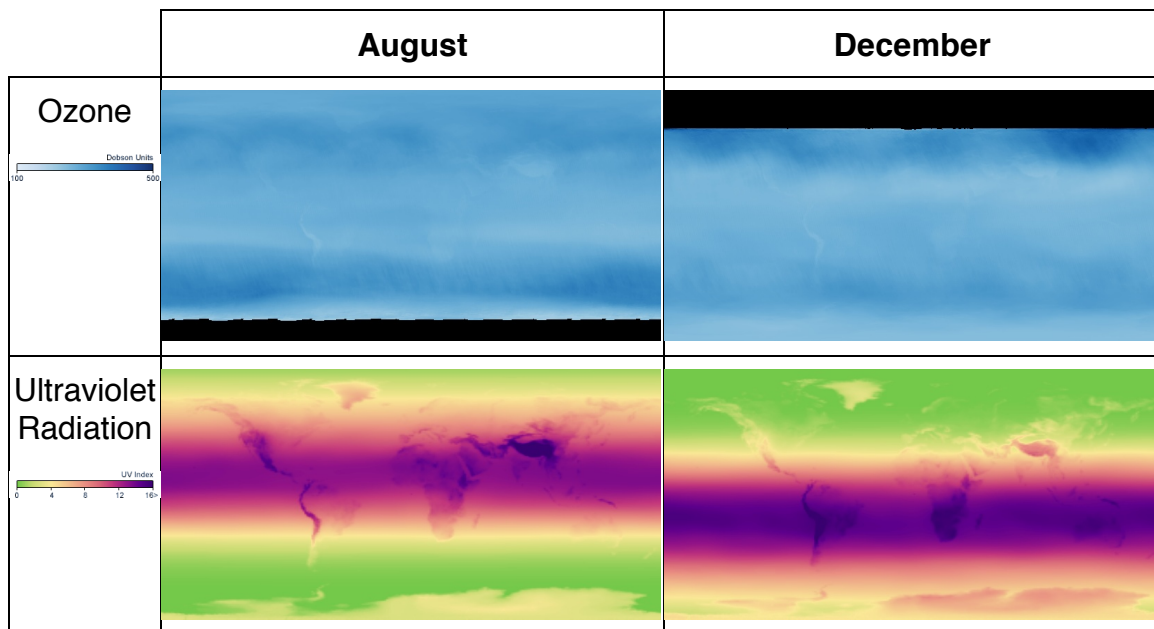 August
December
Ozone
Dobson Units
100
500
Ultraviolet
Radiation
UV Index
0
4
8
12
16>